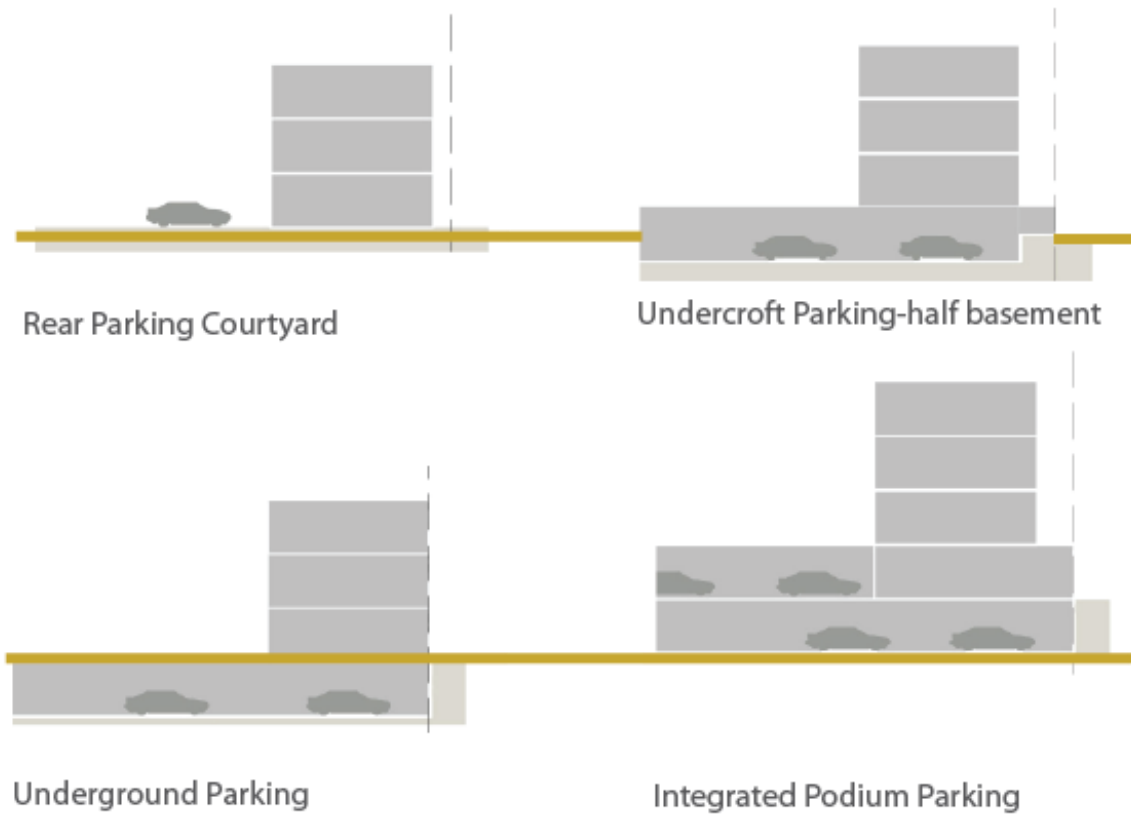 Rear Parking Courtyard
Undercroft Parking-half basement
Underground Parking
Integrated Podium Parking